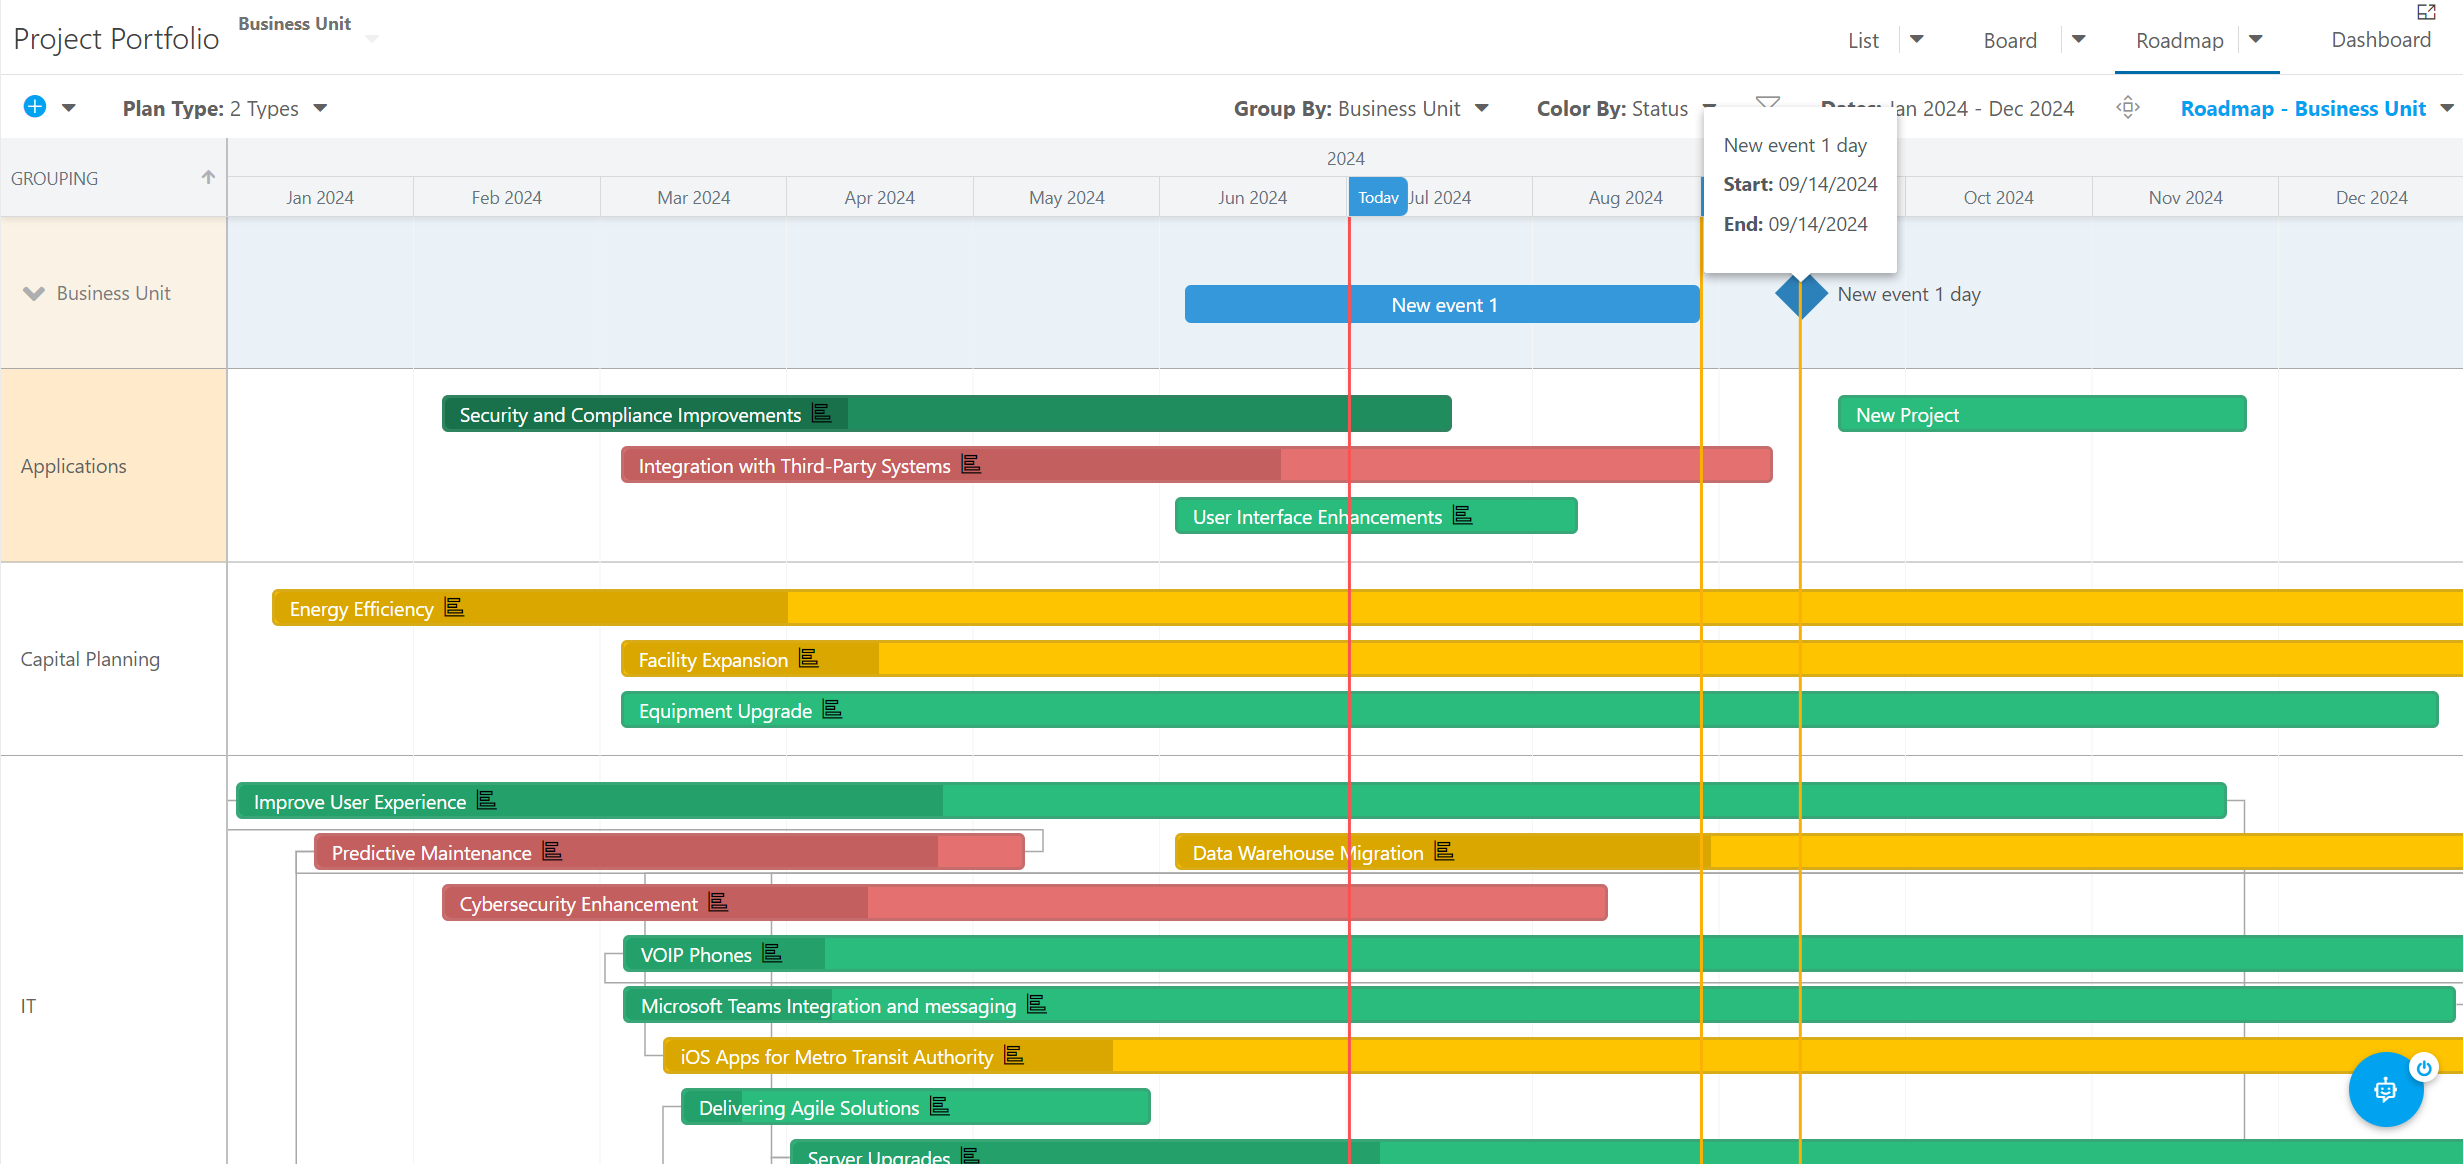 Project Portfolio
Business Unit
List
Board
Roadmap
Dashboard
Plan Type: 2 Types
Group By: Business Unit
Color By: Status
Jan 2024 - Dec 2024
Roadmap - Business Unit
New event 1 day
Start: 09/14/2024
End: 09/14/2024
GROUPING
2024
Jan 2024
Feb 2024
Mar 2024
Apr 2024
May 2024
Jun 2024
Today
Jul 2024
Aug 2024
Oct 2024
Nov 2024
Dec 2024
Business Unit
New event 1
New event 1 day
Applications
Security and Compliance Improvements
New Project
Integration with Third-Party Systems
User Interface Enhancements
Capital Planning
Energy Efficiency
Facility Expansion
Equipment Upgrade
IT
Improve User Experience
Predictive Maintenance
Data Warehouse Migration
Cybersecurity Enhancement
VOIP Phones
Microsoft Teams Integration and messaging
iOS Apps for Metro Transit Authority
Delivering Agile Solutions
Server Upgrades